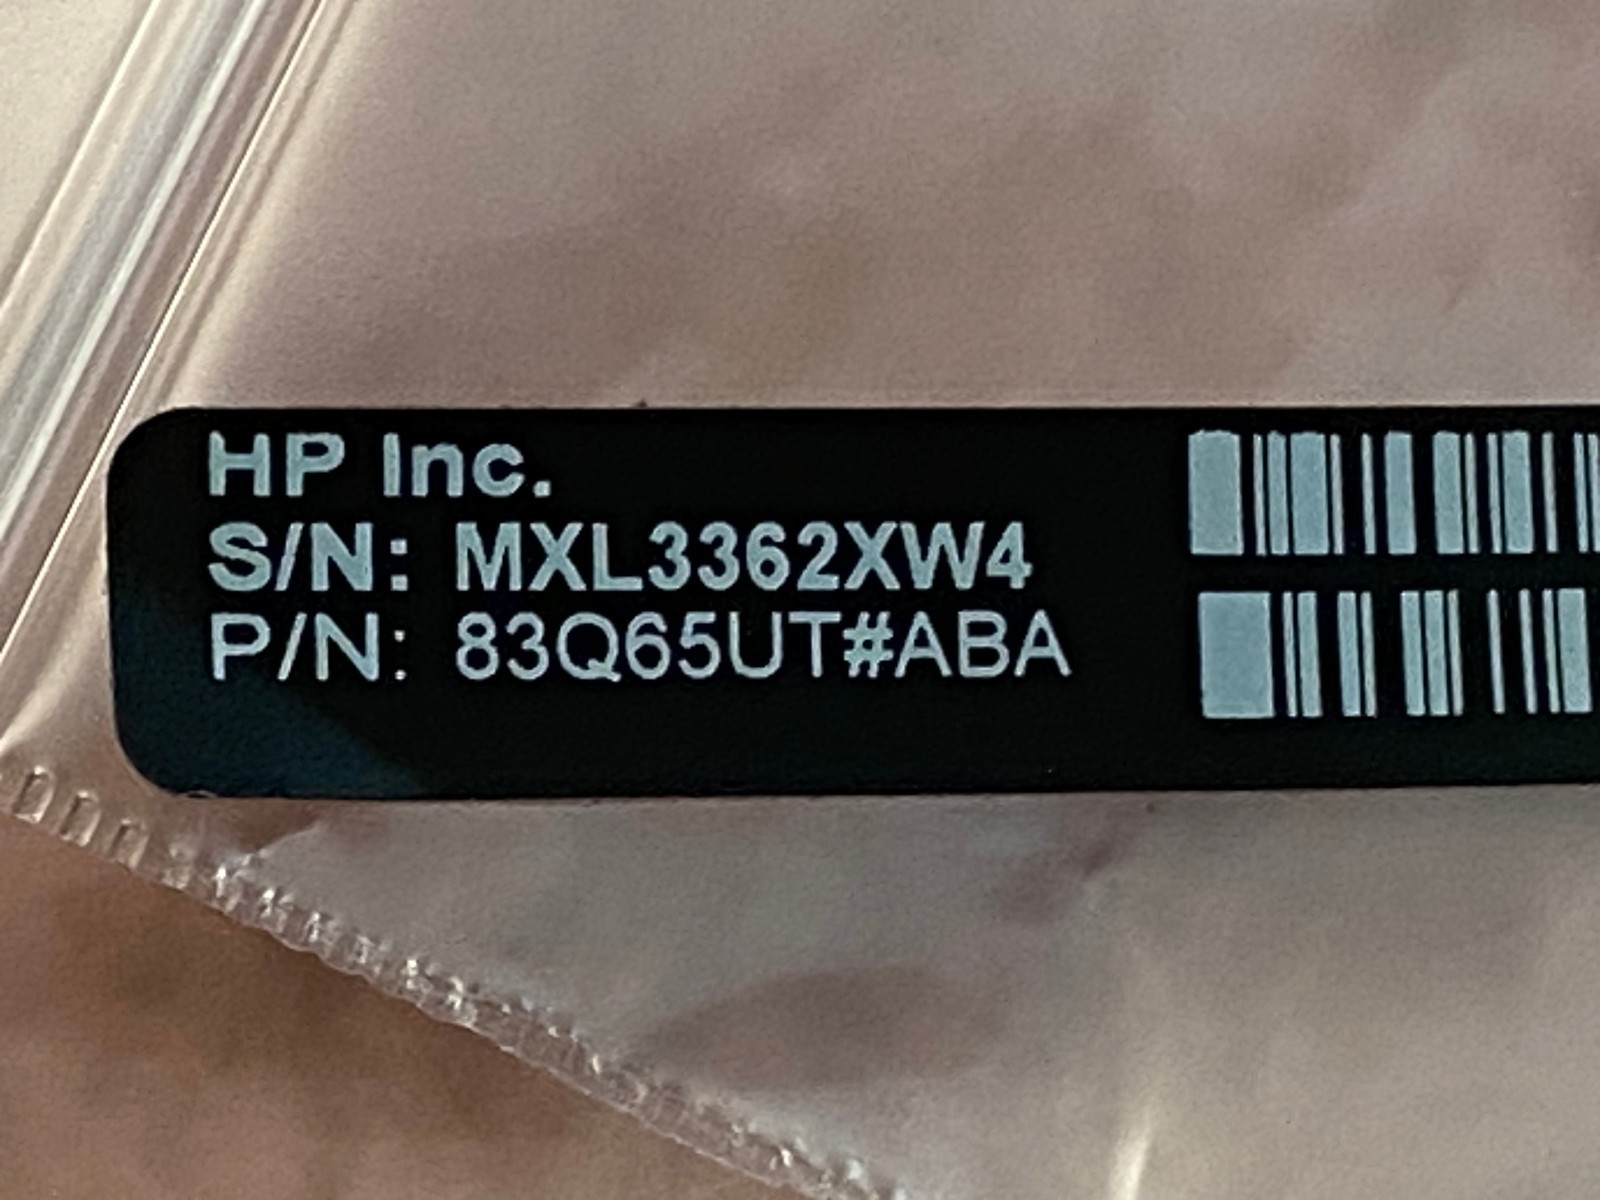 HP Inc.
S/N: MXL3362XW4
P/N: 83Q65UT#ABA